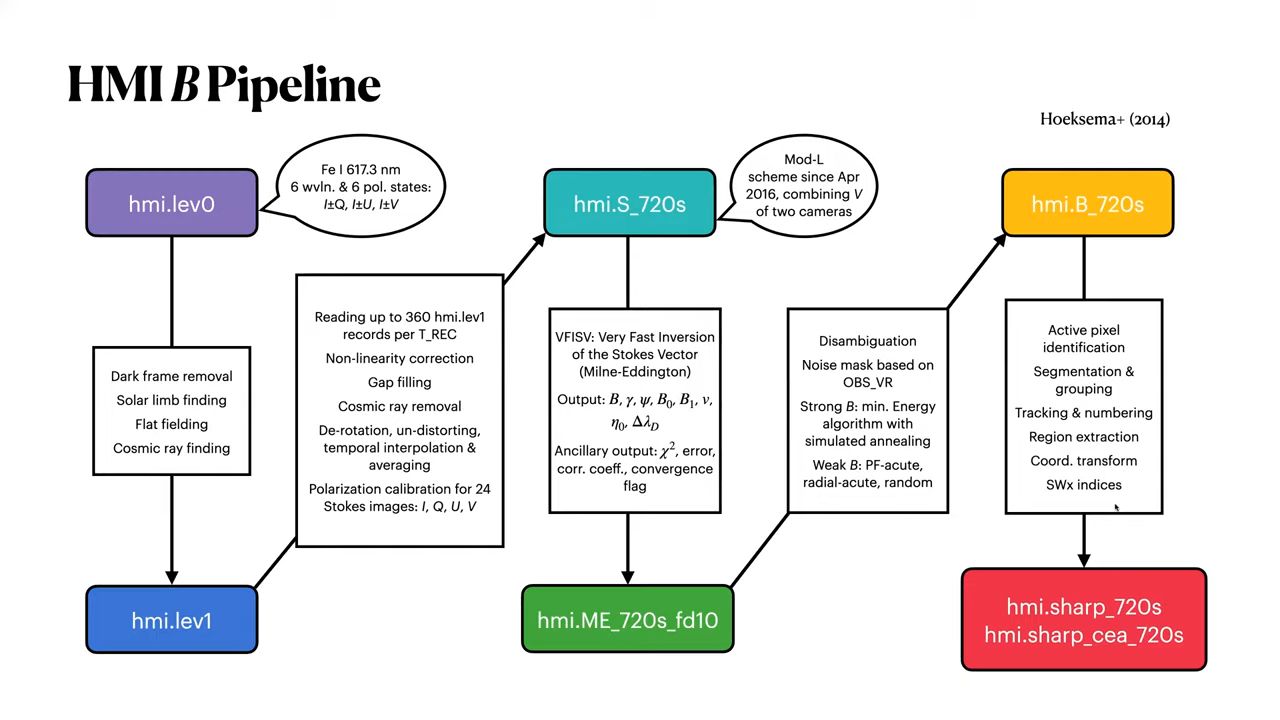 HMI B Pipeline
Hoeksema+ (2014)
hmi.lev0
Fe I 617.3 nm
6 wvln. & 6 pol. states:
I±Q, I±U, I±V
Dark frame removal
Solar limb finding
Flat fielding
Cosmic ray finding
hmi.lev1
Reading up to 360 hmi.lev1
records per T_REC
Non-linearity correction
Gap filling
Cosmic ray removal
De-rotation, un-distorting,
temporal interpolation &
averaging
Polarization calibration for 24
Stokes images: I, Q, U, V
hmi.S_720s
Mod-L
scheme since Apr
2016, combining V
of two cameras
VFISV: Very Fast Inversion
of the Stokes Vector
(Milne-Eddington)
Output: B, γ, ψ, B₀, B₁, v,
η₀, Δλ_D
Ancillary output: χ², error,
corr. coeff., convergence
flag
hmi.ME_720s_fd10
Disambiguation
Noise mask based on
OBS_VR
Strong B: min. Energy
algorithm with
simulated annealing
Weak B: PF-acute,
radial-acute, random
hmi.B_720s
Active pixel
identification
Segmentation &
grouping
Tracking & numbering
Region extraction
Coord. transform
SWx indices
hmi.sharp_720s
hmi.sharp_cea_720s